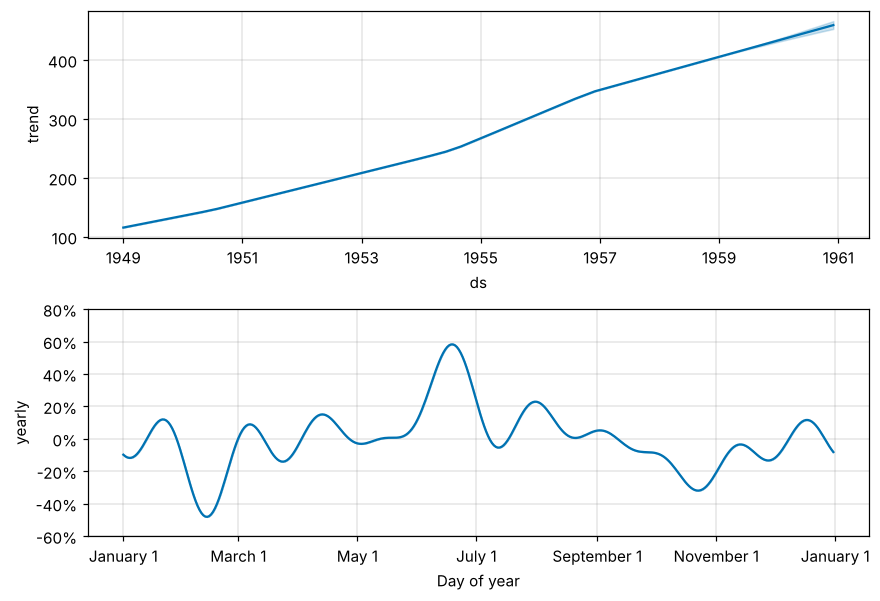 400
300
200
100
trend
1949 1951 1953 1955 1957 1959 1961
ds
80%
60%
40%
20%
0%
-20%
-40%
-60%
yearly
January 1 March 1 May 1 July 1 September 1 November 1 January 1
Day of year